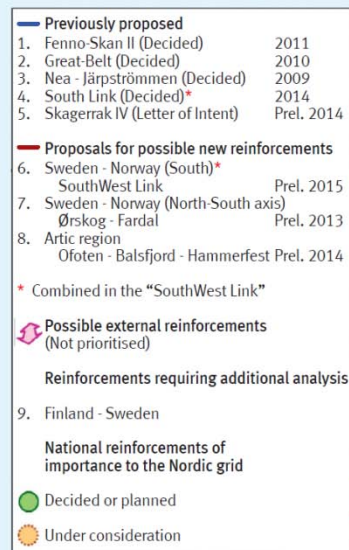 Previously proposed
1. Fenno-Skan II (Decided) 2011
2. Great-Belt (Decided) 2010
3. Nea - Järpströmmen (Decided) 2009
4. South Link (Decided)* 2014
5. Skagerrak IV (Letter of Intent) Prel. 2014
Proposals for possible new reinforcements
6. Sweden - Norway (South)*
SouthWest Link Prel. 2015
7. Sweden - Norway (North-South axis)
Ørskog - Fardal Prel. 2013
8. Artic region
Ofoten - Balsfjord - Hammerfest Prel. 2014
* Combined in the “SouthWest Link”
Possible external reinforcements
(Not prioritised)
Reinforcements requiring additional analysis
9. Finland - Sweden
National reinforcements of
importance to the Nordic grid
Decided or planned
Under consideration